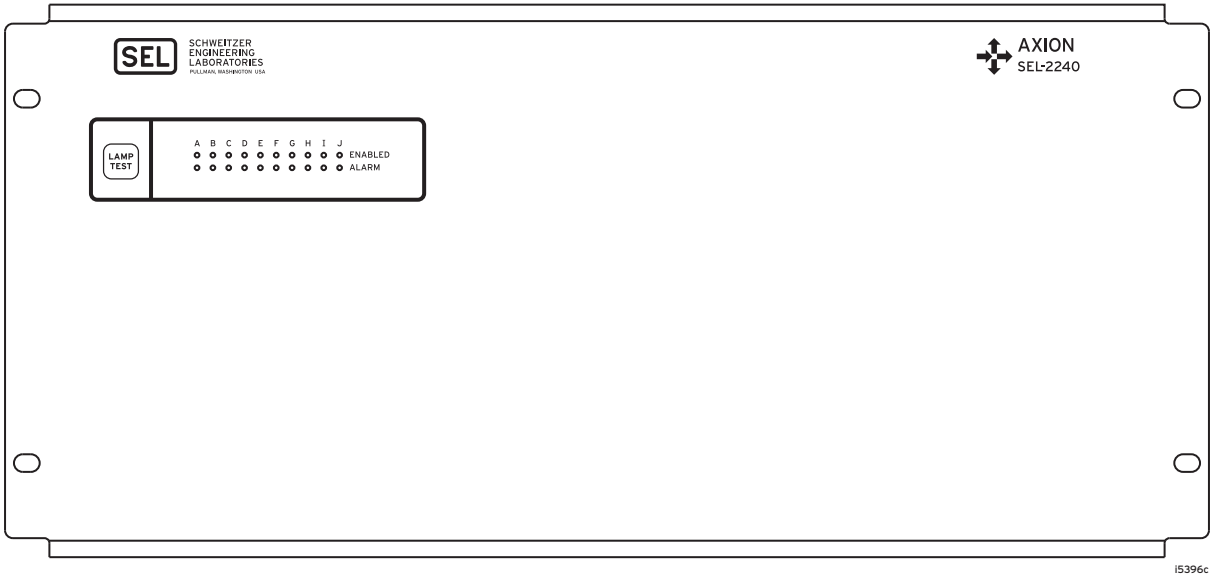 SEL
SCHWEITZER
ENGINEERING
LABORATORIES
PULLMAN, WASHINGTON USA
AXION
SEL-2240
LAMP
TEST
A B C D E F G H I J
ENABLED
ALARM
i5396c